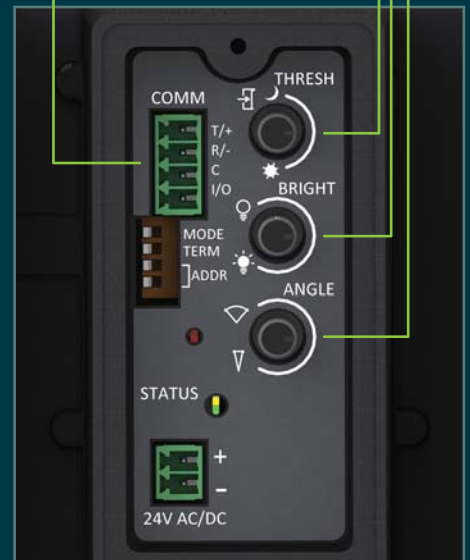 THRESH
COMM
T/+
R/-
C
I/O
BRIGHT
MODE
TERM
ADDR
ANGLE
STATUS
+
-
24V AC/DC